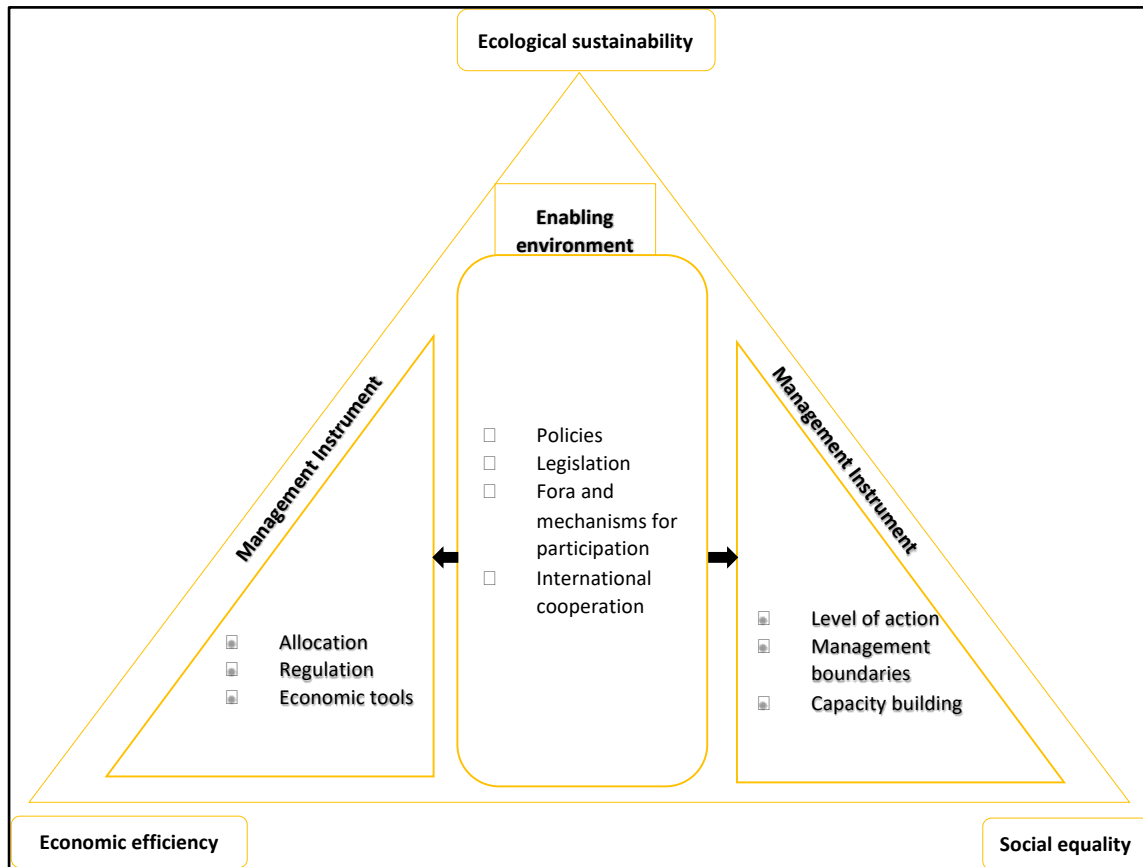 Ecological sustainability
Enabling
environment
Management Instrument
Management Instrument
Policies
Legislation
Fora and
mechanisms for
participation
International
cooperation
Allocation
Regulation
Economic tools
Level of action
Management
boundaries
Capacity building
Economic efficiency
Social equality